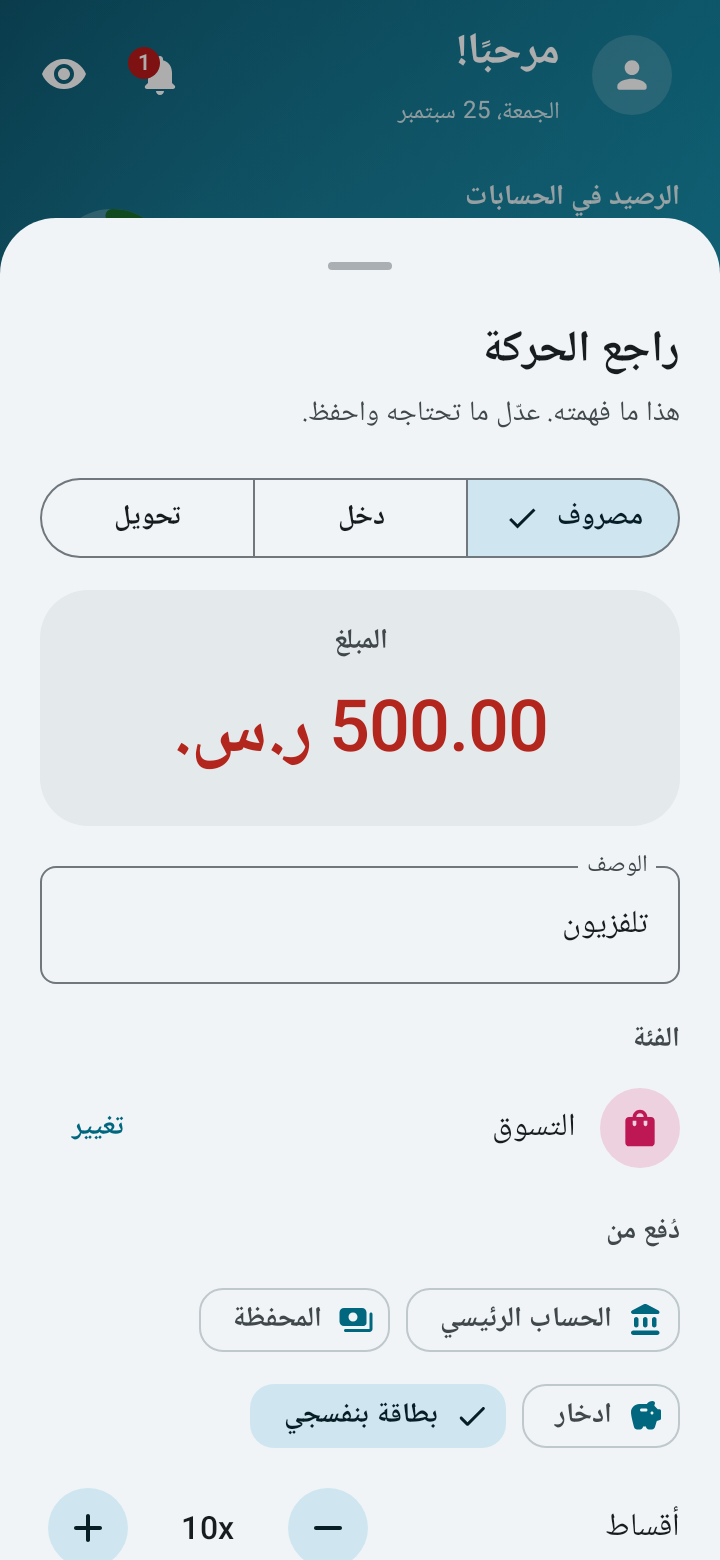 مرحبًا!
1
الجمعة، 25 سبتمبر
الرصيد في الحسابات
راجع الحركة
هذا ما فهمته. عدّل ما تحتاجه واحفظ.
مصروف
دخل
تحويل
المبلغ
500.00 ر.س.
الوصف
تلفزيون
الفئة
التسوق
تغيير
دُفع من
الحساب الرئيسي
المحفظة
ادخار
بطاقة بنفسجي
أقساط
10x